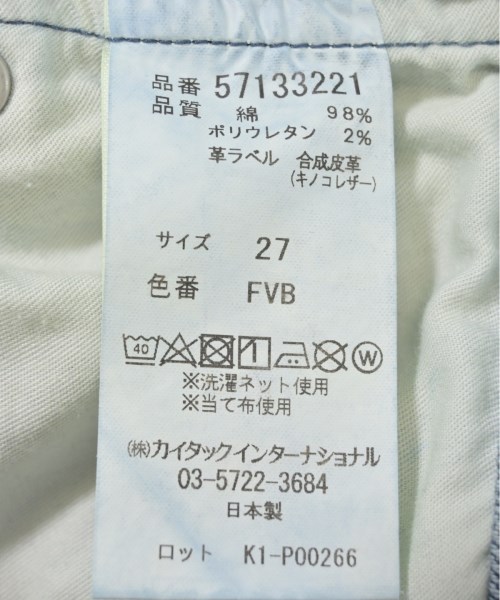 品番 57133221
品質 綿 98%
ポリウレタン 2%
革ラベル 合成皮革
(キノコレザー)
サイズ 27
色番 FVB
40 W
※洗濯ネット使用
※当て布使用
㈱カイタックインターナショナル
03-5722-3684
日本製
ロット K1-P00266